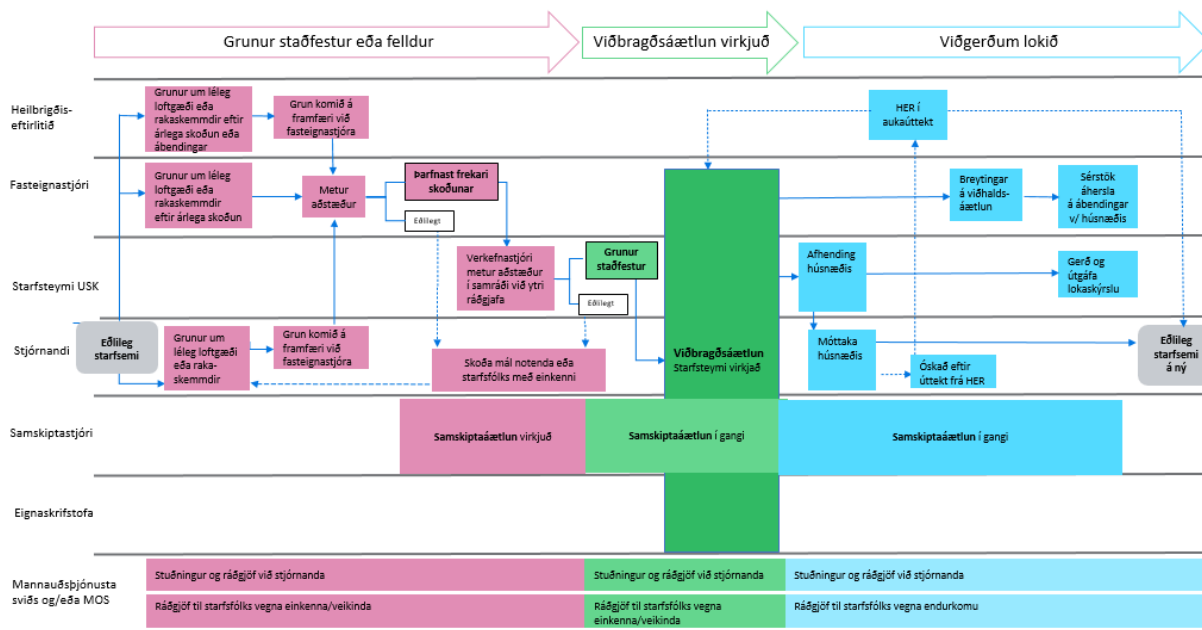 Grunur staðfestur eða felldur
Viðbragðsáætlun virkjuð
Viðgerðum lokið
Heilbrigðis-
eftirlitið
Grunur um léleg
loftgæði eða
rakaskemmdir eftir
árlega skoðun eða
ábendingar
Grun komið á
framfæri við
fasteignastjóra
HER í
aukaúttekt
Fasteignastjóri
Grunur um léleg
loftgæði eða
rakaskemmdir
eftir árlega skoðun
Metur
aðstæður
Þarfnast frekari
skoðunar
Eðlilegt
Breytingar
á viðhalds-
áætlun
Sérstök
áhersla
á ábendingar
v/ húsnæðis
Starfsteymi USK
Verkefnastjóri
metur aðstæður
í samráði við ytri
ráðgjafa
Grunur
staðfestur
Eðlilegt
Afhending
húsnæðis
Gerð og
útgáfa
lokaskýrslu
Stjórnandi
Eðlileg
starfsemi
Grunur um
léleg loftgæði
eða raka-
skemmdir
Grun komið á
framfæri við
fasteignastjóra
Skoða mál notenda eða
starfsfólks með einkenni
Viðbragðsáætlun
Starfsteymi virkjað
Móttaka
húsnæðis
Óskað eftir
úttekt frá HER
Eðlileg
starfsemi
á ný
Samskiptastjóri
Samskiptaáætlun virkjuð
Samskiptaáætlun í gangi
Samskiptaáætlun í gangi
Eignaskrifstofa
Mannauðsþjónusta
sviðs og/eða MOS
Stuðningur og ráðgjöf við stjórnanda
Stuðningur og ráðgjöf við stjórnanda
Stuðningur og ráðgjöf við stjórnanda
Ráðgjöf til starfsfólks vegna einkenna/veikinda
Ráðgjöf til starfsfólks vegna
einkenna/veikinda
Ráðgjöf til starfsfólks vegna endurkomu